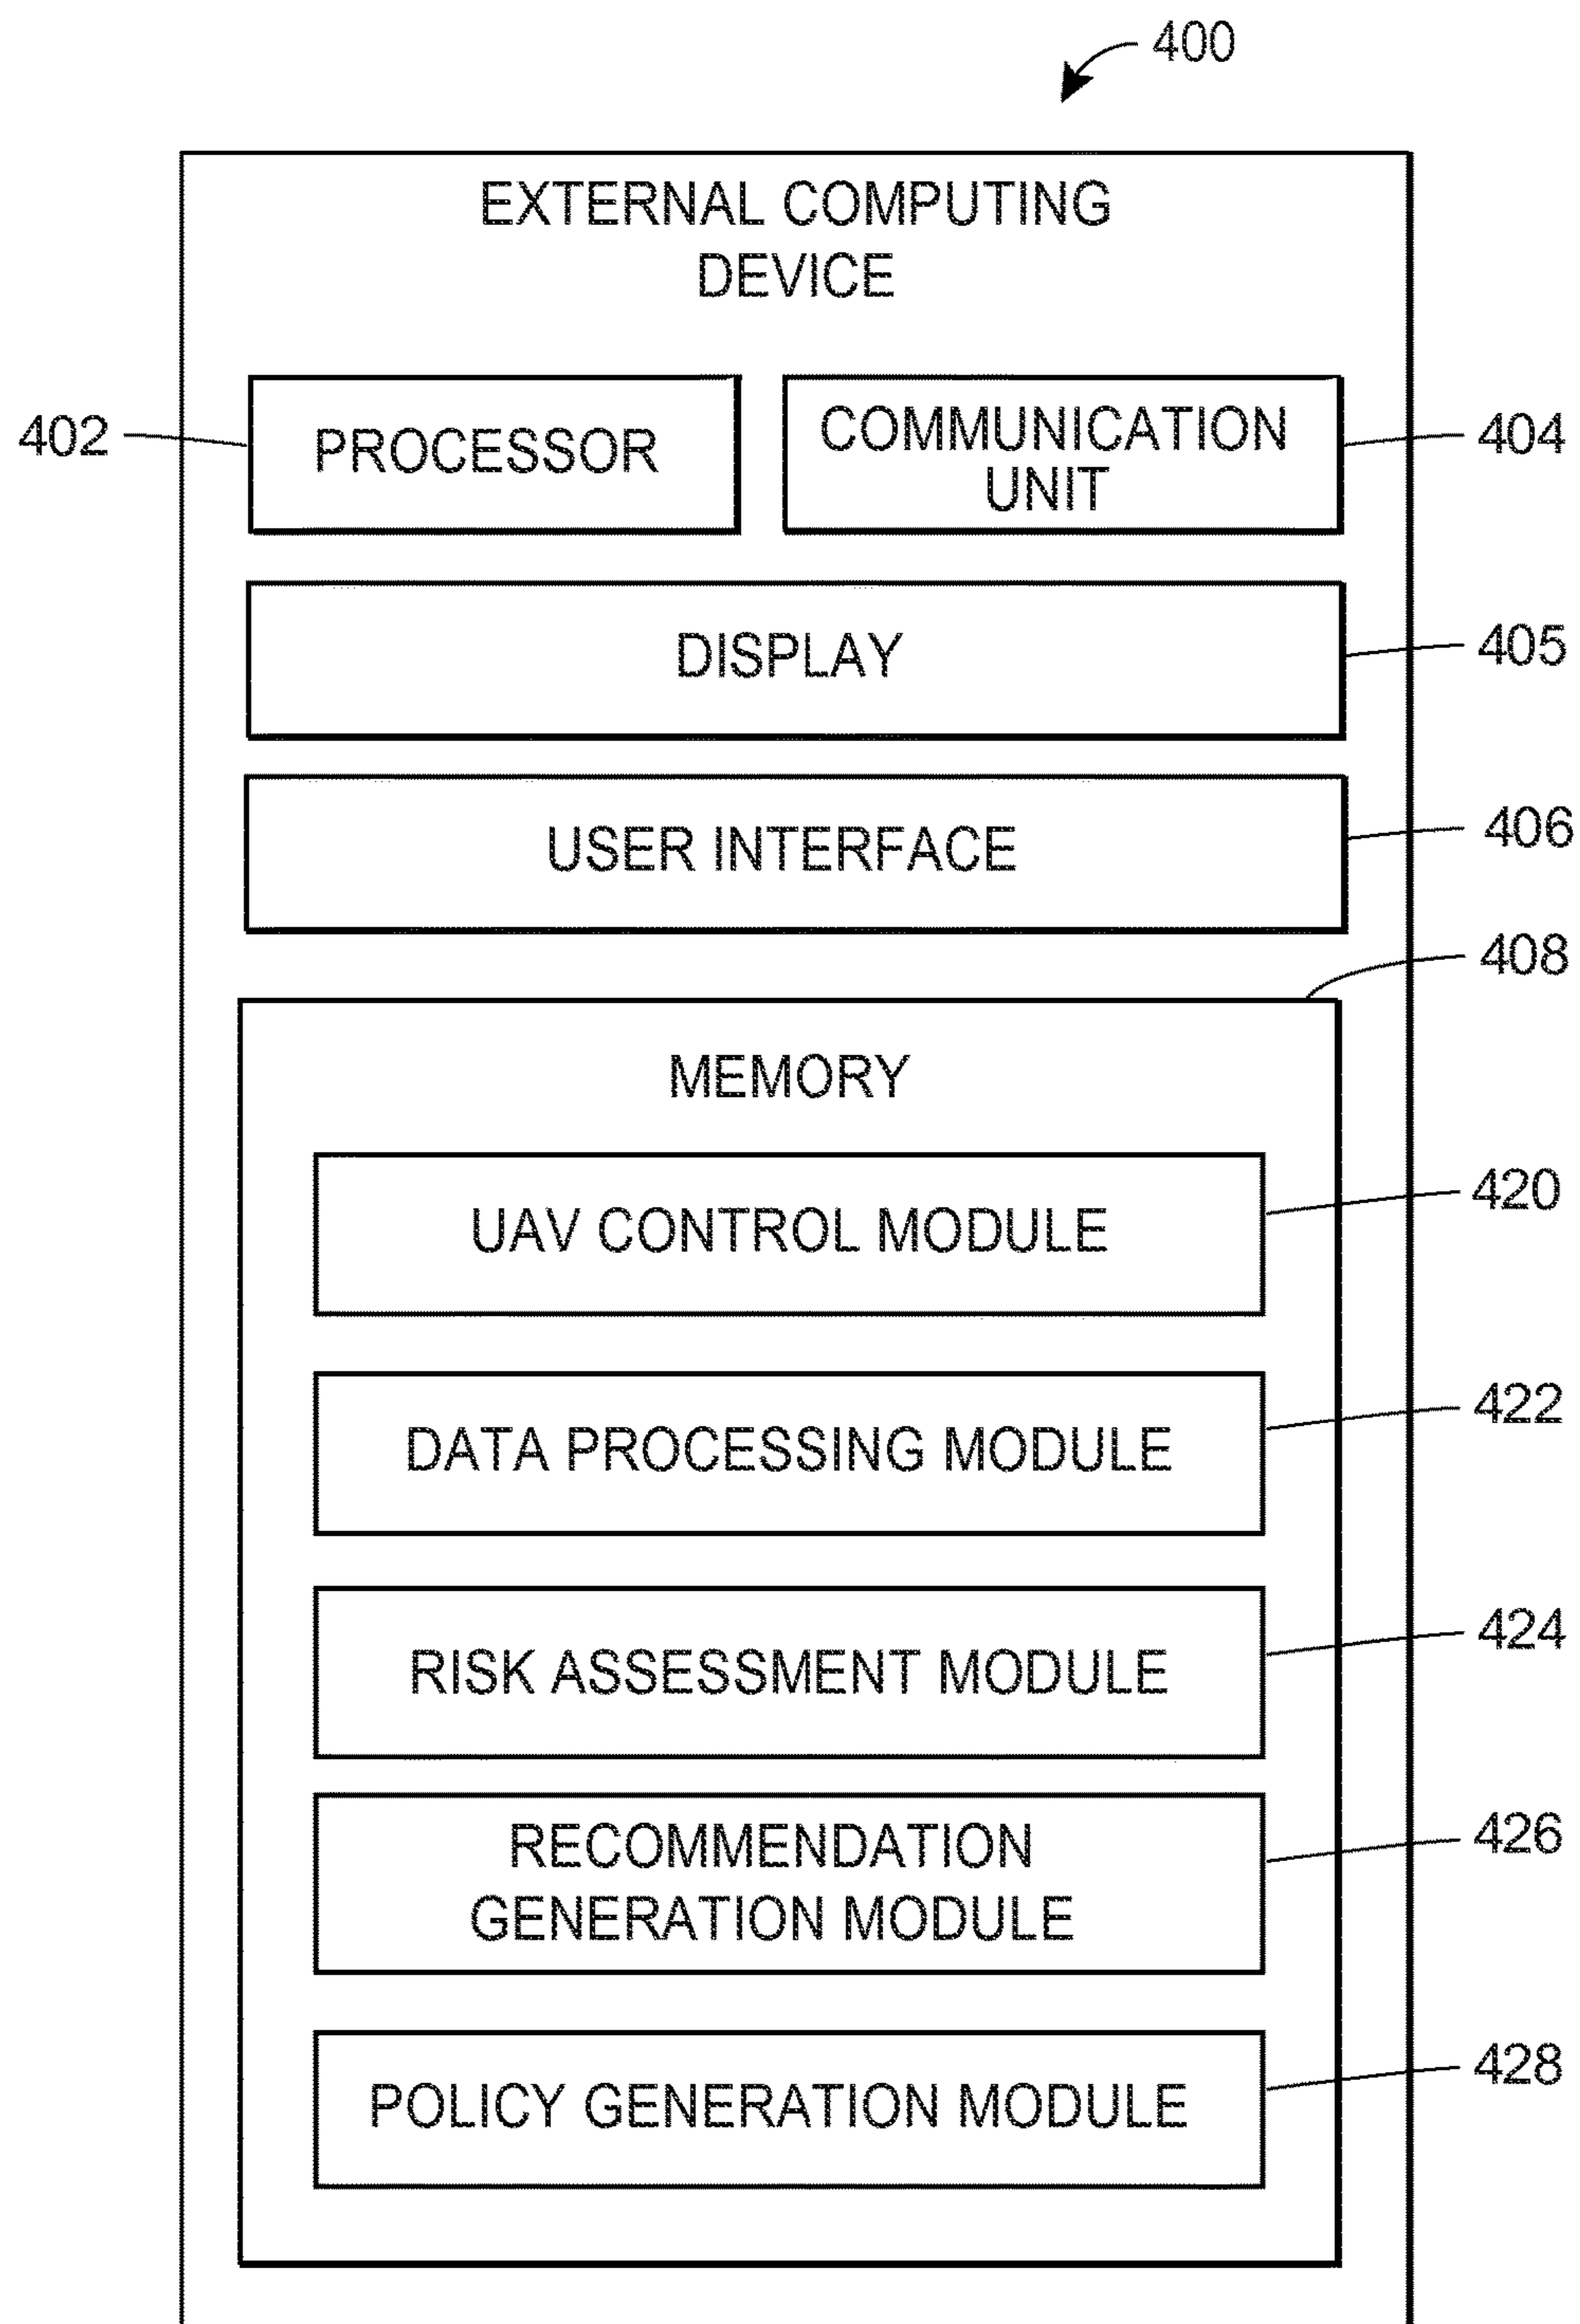 400
EXTERNAL COMPUTING
DEVICE
402
PROCESSOR
COMMUNICATION
UNIT
404
DISPLAY
405
USER INTERFACE
406
408
MEMORY
UAV CONTROL MODULE
420
DATA PROCESSING MODULE
422
RISK ASSESSMENT MODULE
424
RECOMMENDATION
GENERATION MODULE
426
POLICY GENERATION MODULE
428